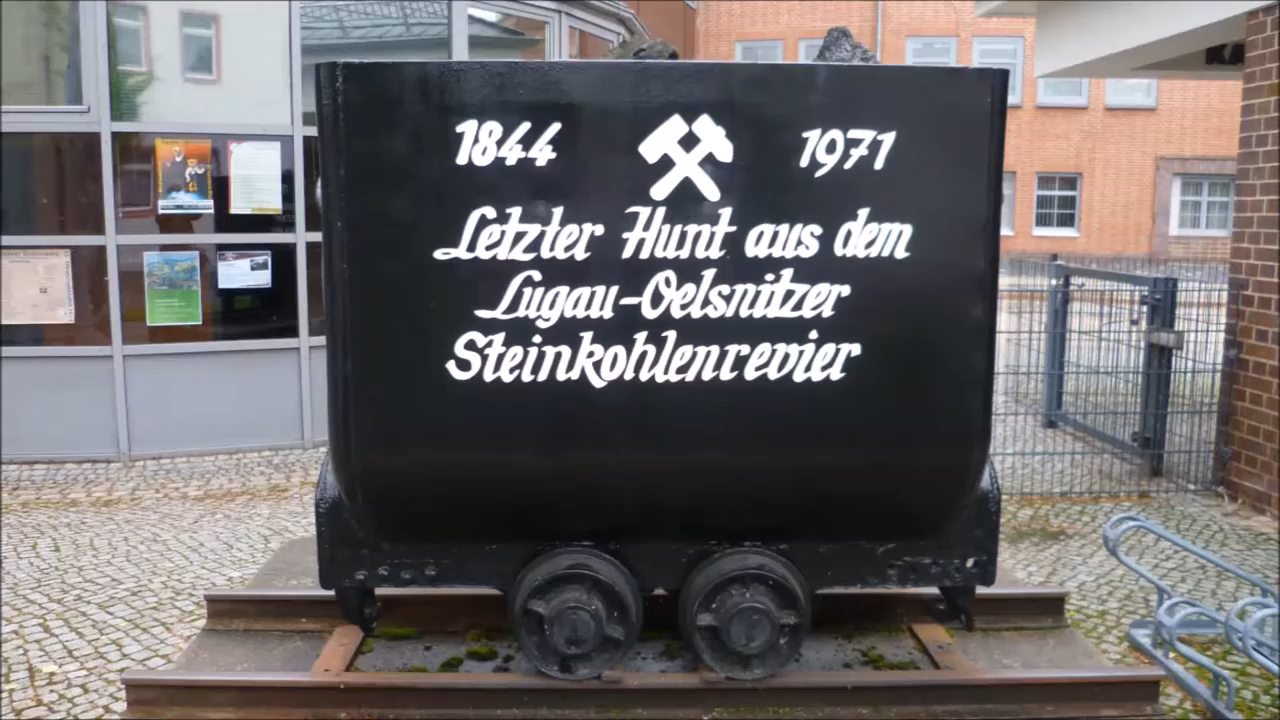 1844 1971
Letzter Hunt aus dem
Lugau-Oelsnitzer
Steinkohlenrevier